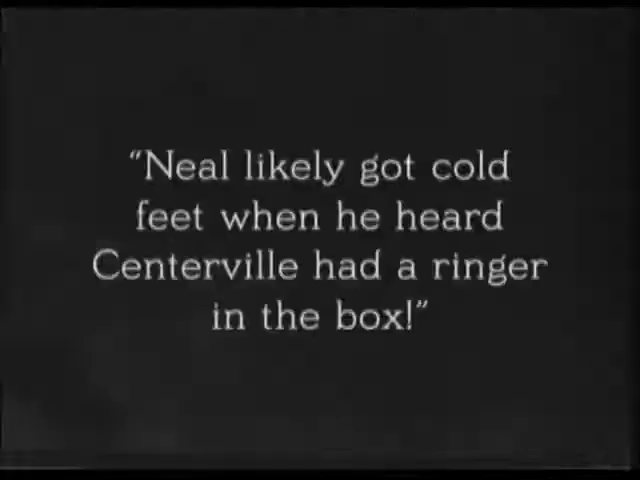 “Neal likely got cold
feet when he heard
Centerville had a ringer
in the box!”